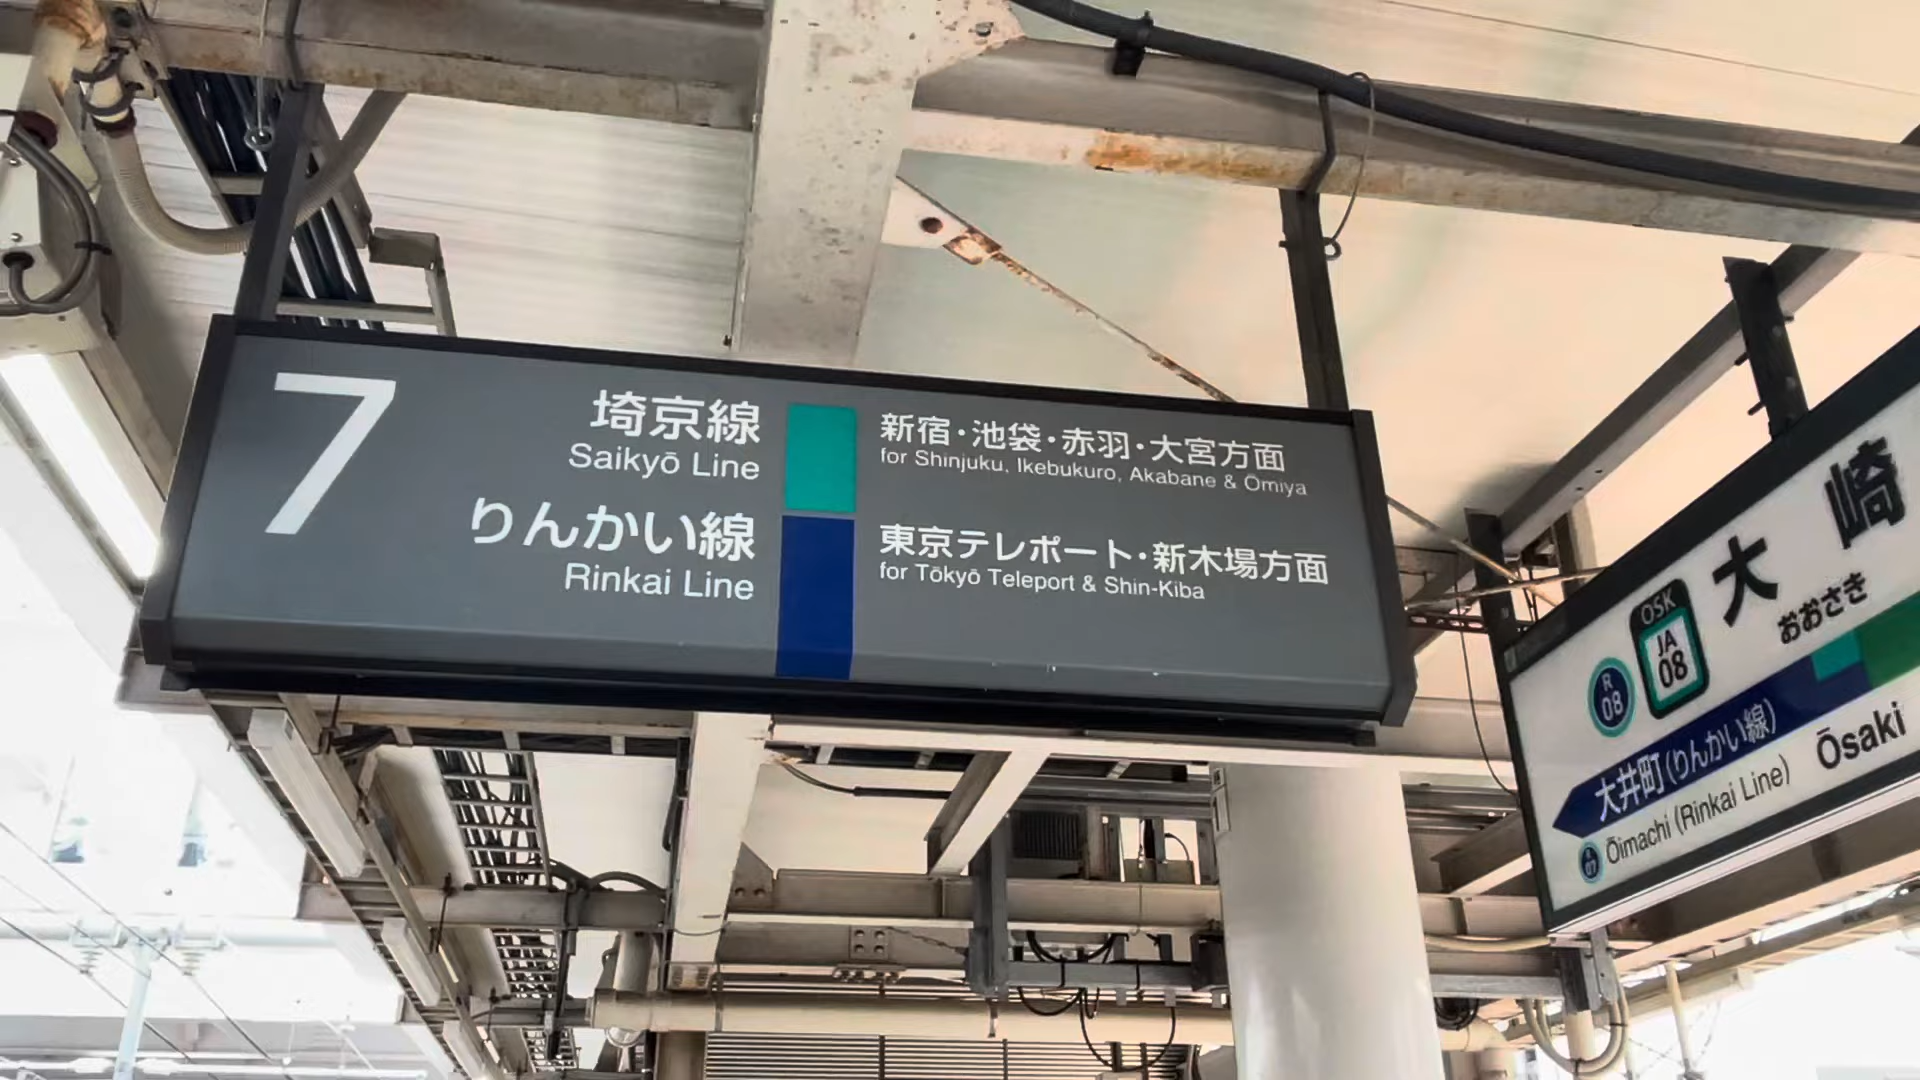 7
埼京線
Saikyō Line
新宿・池袋・赤羽・大宮方面
for Shinjuku, Ikebukuro, Akabane & Ōmiya
りんかい線
Rinkai Line
東京テレポート・新木場方面
for Tōkyō Teleport & Shin-Kiba
大崎
おおさき
OSK
JA
08
R
08
大井町(りんかい線)
Ōimachi (Rinkai Line)
Ōsaki
R
07